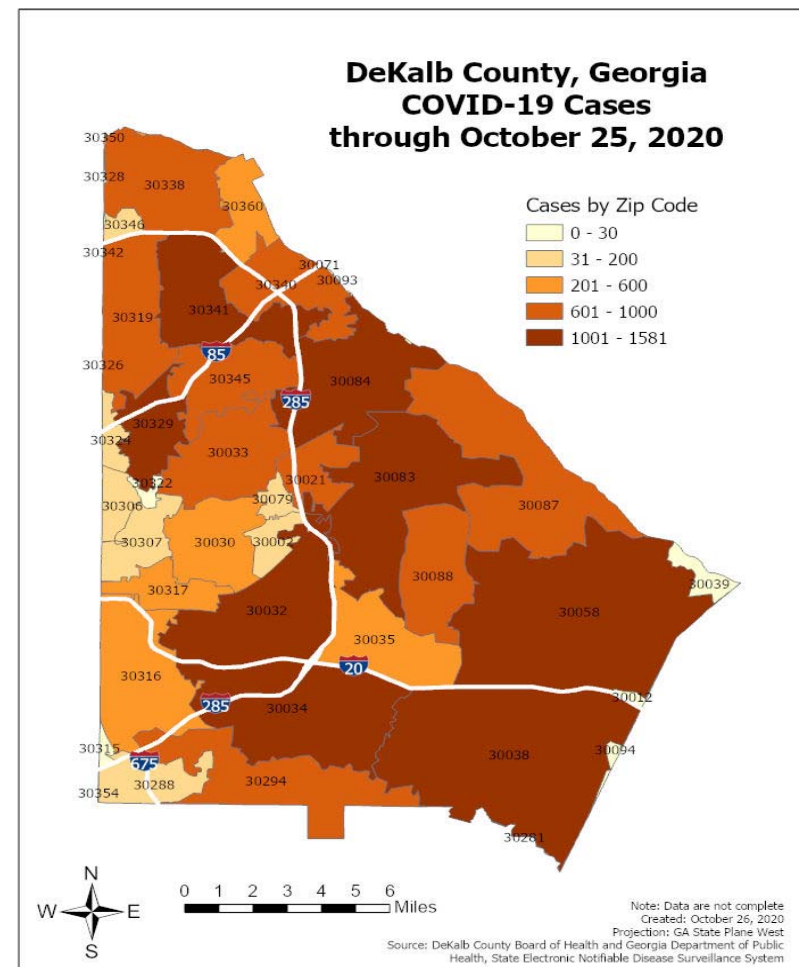 DeKalb County, Georgia
COVID-19 Cases
through October 25, 2020
Cases by Zip Code
0 - 30
31 - 200
201 - 600
601 - 1000
1001 - 1581
30350
30328
30338
30360
30346
30342
30071
30340
30093
30341
30319
85
30326
30345
30084
285
30329
30324
30033
30322
30021
30083
30079
30306
30087
30307
30030
30002
30317
30088
30039
30032
30058
30035
20
30316
30012
285
30034
30315
30038
30094
675
30288
30294
30354
30281
N
W
E
S
0 1 2 3 4 5 6
Miles
Note: Data are not complete
Created: October 26, 2020
Projection: GA State Plane West
Source: DeKalb County Board of Health and Georgia Department of Public
Health, State Electronic Notifiable Disease Surveillance System